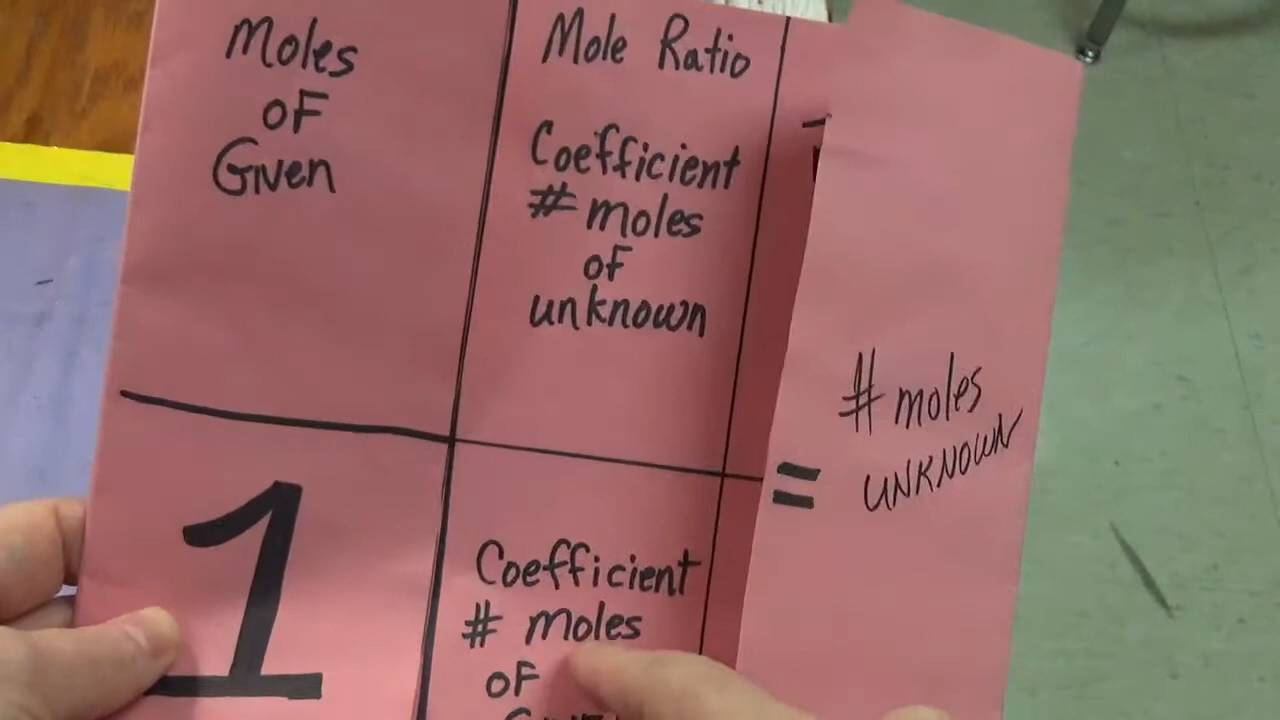 Moles
OF
Given
Mole Ratio
Coefficient
# moles
of
unknown
1
Coefficient
# moles
OF
= # moles
UNKNOWN